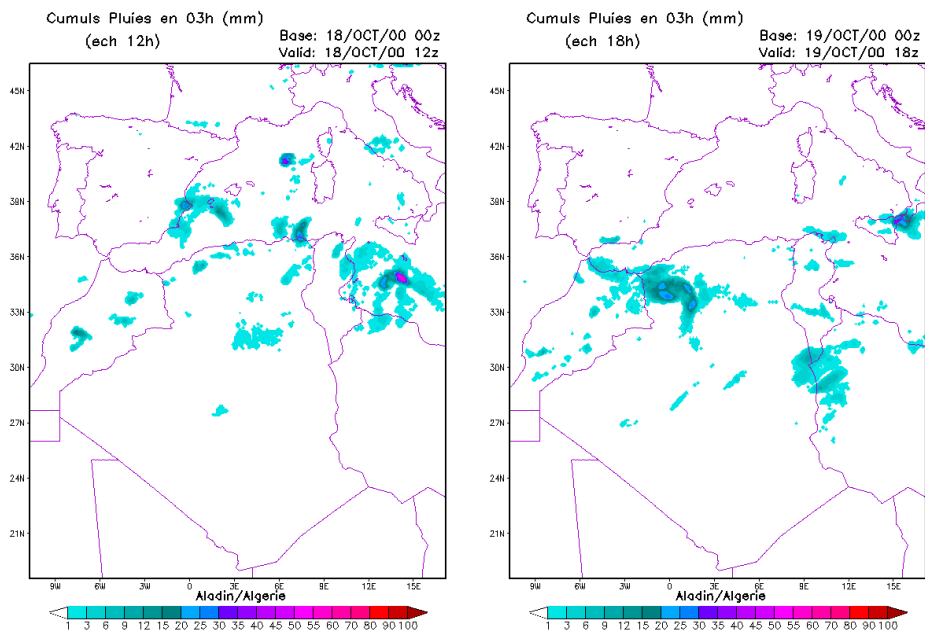 Cumuls Pluies en 03h (mm)
(ech 12h)
Base: 18/OCT/00 00z
Valid: 18/OCT/00 12z
45N
42N
39N
36N
33N
30N
27N
24N
21N
9W 6W 3W 0 3E 6E 9E 12E 15E
Aladin/Algerie
1 3 6 9 12 15 20 25 30 35 40 45 50 55 60 70 80 90 100
Cumuls Pluies en 03h (mm)
(ech 18h)
Base: 19/OCT/00 00z
Valid: 19/OCT/00 18z
45N
42N
39N
36N
33N
30N
27N
24N
21N
9W 6W 3W 0 3E 6E 9E 12E 15E
Aladin/Algerie
1 3 6 9 12 15 20 25 30 35 40 45 50 55 60 70 80 90 100